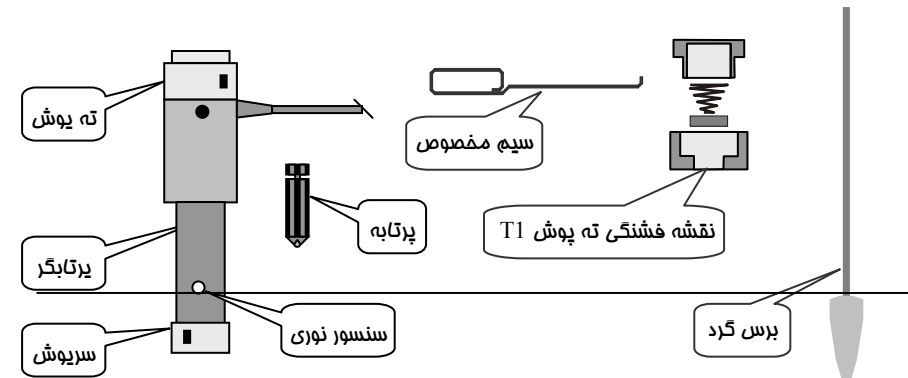 ته پوش
سیم مخصوص
پرتابه
نقشه فشنگی ته پوش T1
پرتابگر
سنسور نوری
برس گرد
سرپوش